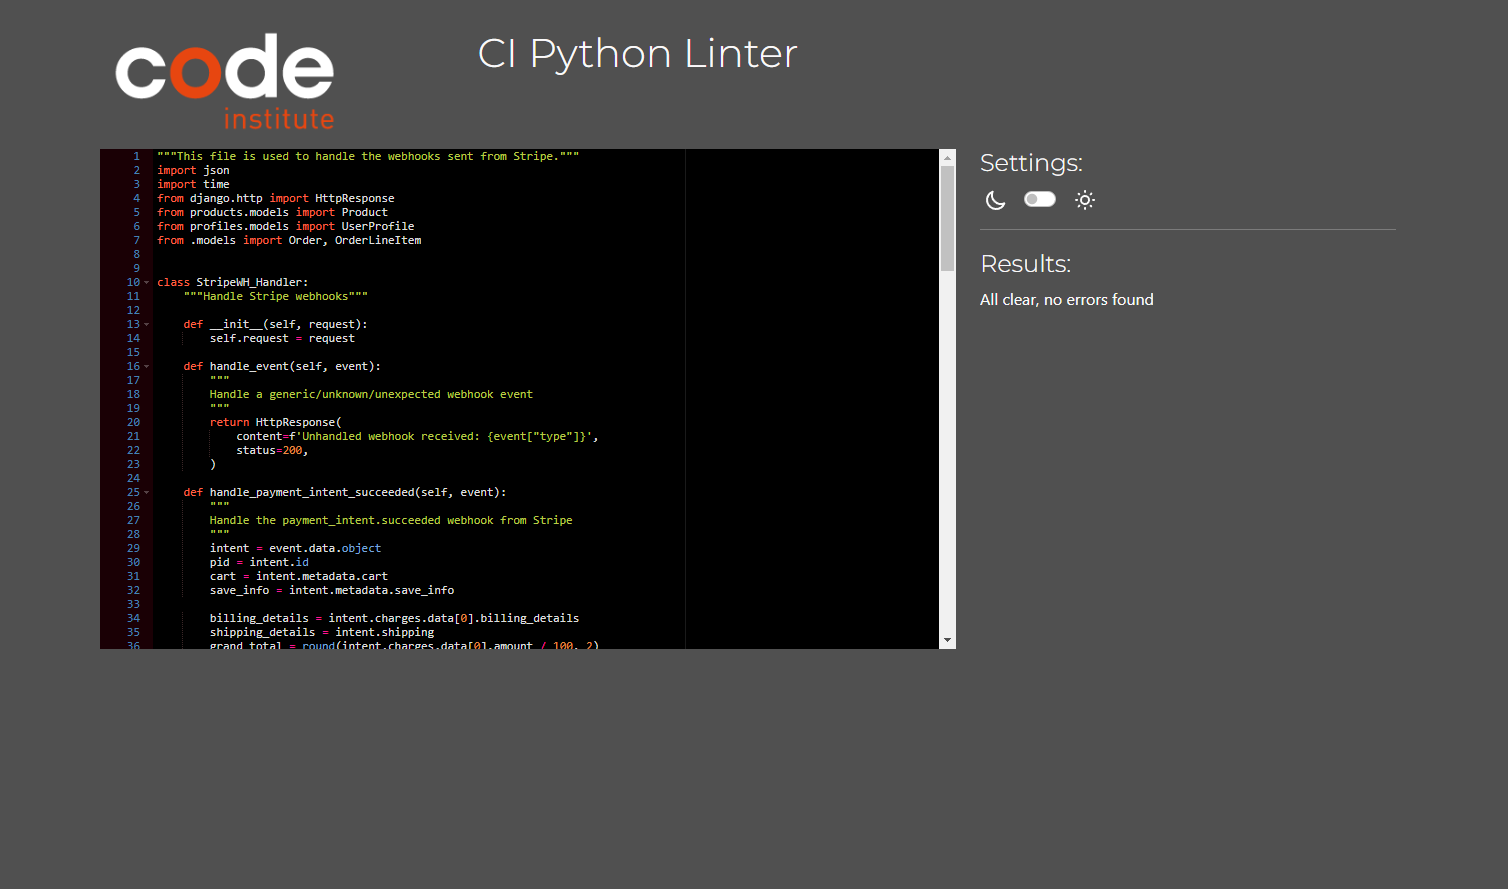 code
institute
CI Python Linter
1 """This file is used to handle the webhooks sent from Stripe."""
2 import json
3 import time
4 from django.http import HttpResponse
5 from products.models import Product
6 from profiles.models import UserProfile
7 from .models import Order, OrderLineItem
8
9
10 class StripeWH_Handler:
11     """Handle Stripe webhooks"""
12
13     def __init__(self, request):
14         self.request = request
15
16     def handle_event(self, event):
17         """
18         Handle a generic/unknown/unexpected webhook event
19         """
20         return HttpResponse(
21             content=f'Unhandled webhook received: {event["type"]}',
22             status=200,
23         )
24
25     def handle_payment_intent_succeeded(self, event):
26         """
27         Handle the payment_intent.succeeded webhook from Stripe
28         """
29         intent = event.data.object
30         pid = intent.id
31         cart = intent.metadata.cart
32         save_info = intent.metadata.save_info
33
34         billing_details = intent.charges.data[0].billing_details
35         shipping_details = intent.shipping
36         grand_total = round(intent.charges.data[0].amount / 100, 2)
Settings:
Results:
All clear, no errors found